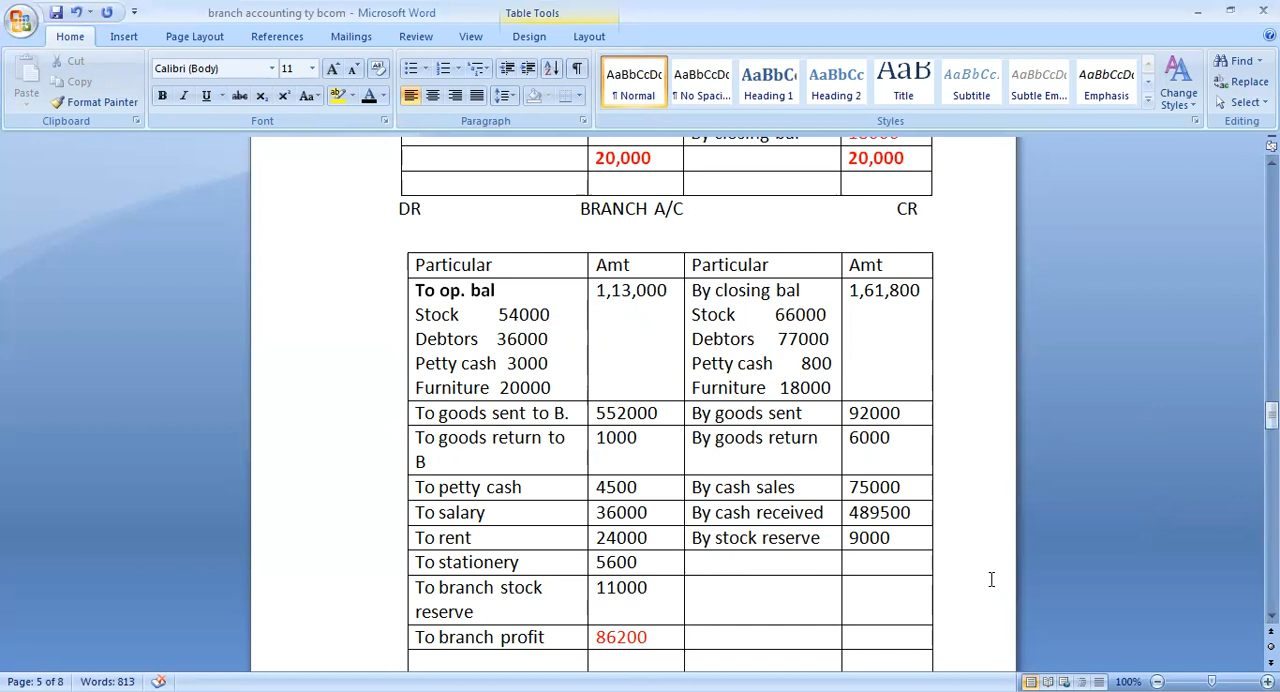 branch accounting ty bcom - Microsoft Word
Table Tools
Home Insert Page Layout References Mailings Review View Design Layout
Paste
Cut
Copy
Format Painter
Clipboard
Calibri (Body) 11
Font
Paragraph
AaBbCcDc AaBbCcDc AaBbC AaBbCc AaB AaBbCc. AaBbCcDc AaBbCcDc
¶ Normal ¶ No Spaci... Heading 1 Heading 2 Title Subtitle Subtle Em... Emphasis
Change
Styles
Styles
Find
Replace
Select
Editing
By closing bal 18000
20,000 20,000
DR BRANCH A/C CR
Particular Amt Particular Amt
To op. bal 1,13,000 By closing bal 1,61,800
Stock 54000 Stock 66000
Debtors 36000 Debtors 77000
Petty cash 3000 Petty cash 800
Furniture 20000 Furniture 18000
To goods sent to B. 552000 By goods sent 92000
To goods return to 1000 By goods return 6000
B
To petty cash 4500 By cash sales 75000
To salary 36000 By cash received 489500
To rent 24000 By stock reserve 9000
To stationery 5600
To branch stock 11000
reserve
To branch profit 86200
Page: 5 of 8 Words: 813 100%